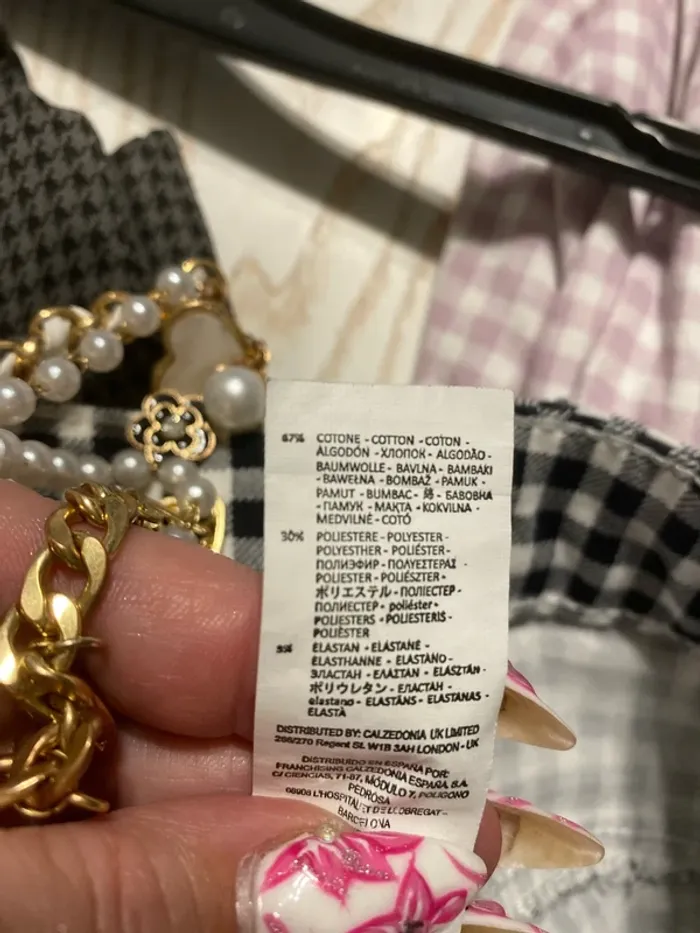 67% COTONE - COTTON - COTON -
ALGODÓN - ХЛОПОК - ALGODÃO -
BAUMWOLLE - BAVLNA - BAMBAKI
- BAWEŁNA - BOMBAŽ - PAMUK -
PAMUT - BUMBAC - 綿 - БАВОВНА
- ПАМУК - МАКТА - KOKVILNA -
MEDVILNĖ - COTÓ
30% POLIESTERE - POLYESTER -
POLYESTHER - POLIÉSTER -
ПОЛИЭФИР - ΠΟΛΥΕΣΤΕΡΑΣ -
POLIESTER - POLIÉSZTER -
ポリエステル - ПОЛІЕСТЕР -
ПОЛИЕСТЕР - poliéster -
POLIESTERS - POLIESTERIS -
POLIÈSTER
3% ELASTAN - ELASTANE -
ELASTHANNE - ELASTANO -
ЭЛАСТАН - ΕΛΑΣΤΑΝ - ELASZTÁN -
ポリウレタン - ЕЛАСТАН -
elastano - ELASTĀNS - ELASTANAS -
ELASTÀ
DISTRIBUTED BY: CALZEDONIA UK LIMITED
266/270 Regent St. W1B 3AH LONDON - UK
DISTRIBUIDO EN ESPAÑA POR:
FRANCHISING CALZEDONIA ESPAÑA, S.A.
C/ CIENCIAS, 71-87, MÓDULO 7, POLIGONO
PEDROSA
08908 L'HOSPITALET DE LLOBREGAT -
BARCELONA